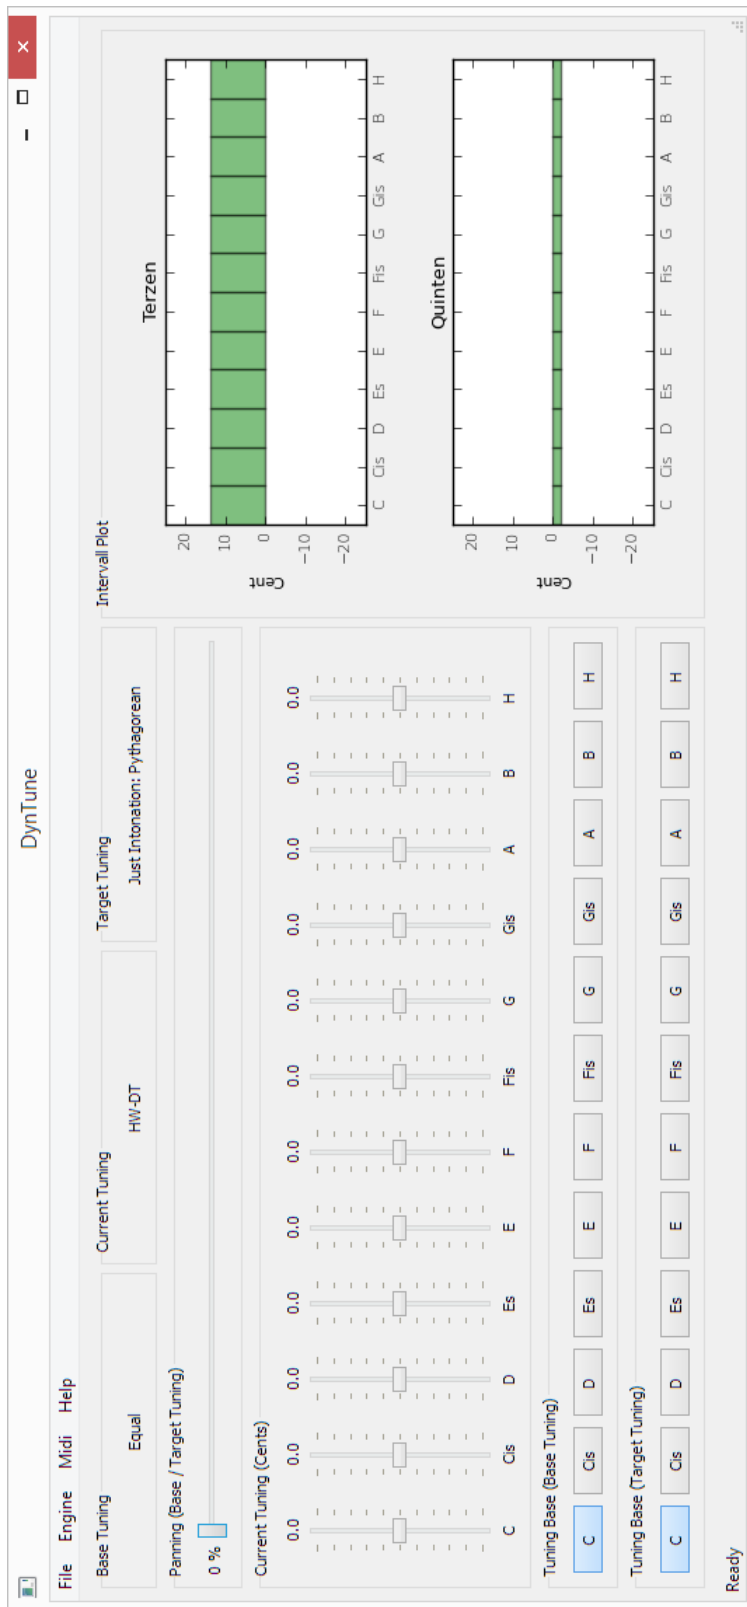 DynTune
File Engine Midi Help
Base Tuning
Equal
Current Tuning
HW-DT
Target Tuning
Just Intonation: Pythagorean
Panning (Base / Target Tuning)
0 %
Current Tuning (Cents)
0.0 0.0 0.0 0.0 0.0 0.0 0.0 0.0 0.0 0.0 0.0 0.0
C Cis D Es E F Fis G Gis A B H
Tuning Base (Base Tuning)
C Cis D Es E F Fis G Gis A B H
Tuning Base (Target Tuning)
C Cis D Es E F Fis G Gis A B H
Intervall Plot
Terzen
20
10
0
−10
−20
Cent
C Cis D Es E F Fis G Gis A B H
Quinten
20
10
0
−10
−20
Cent
C Cis D Es E F Fis G Gis A B H
Ready